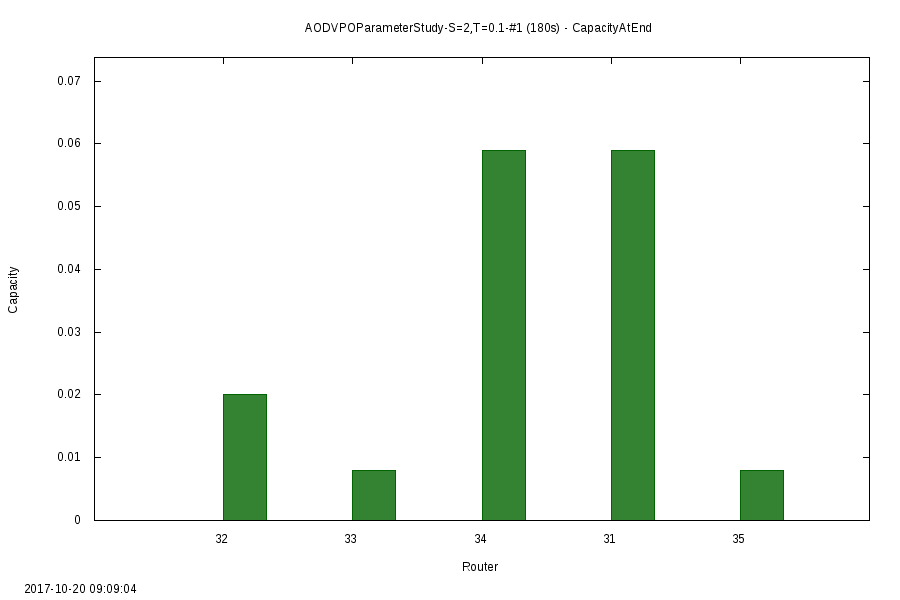 AODVPOParameterStudy-S=2,T=0.1-#1 (180s) - CapacityAtEnd
0.07
0.06
0.05
0.04
0.03
0.02
0.01
0
Capacity
32 33 34 31 35
Router
2017-10-20 09:09:04